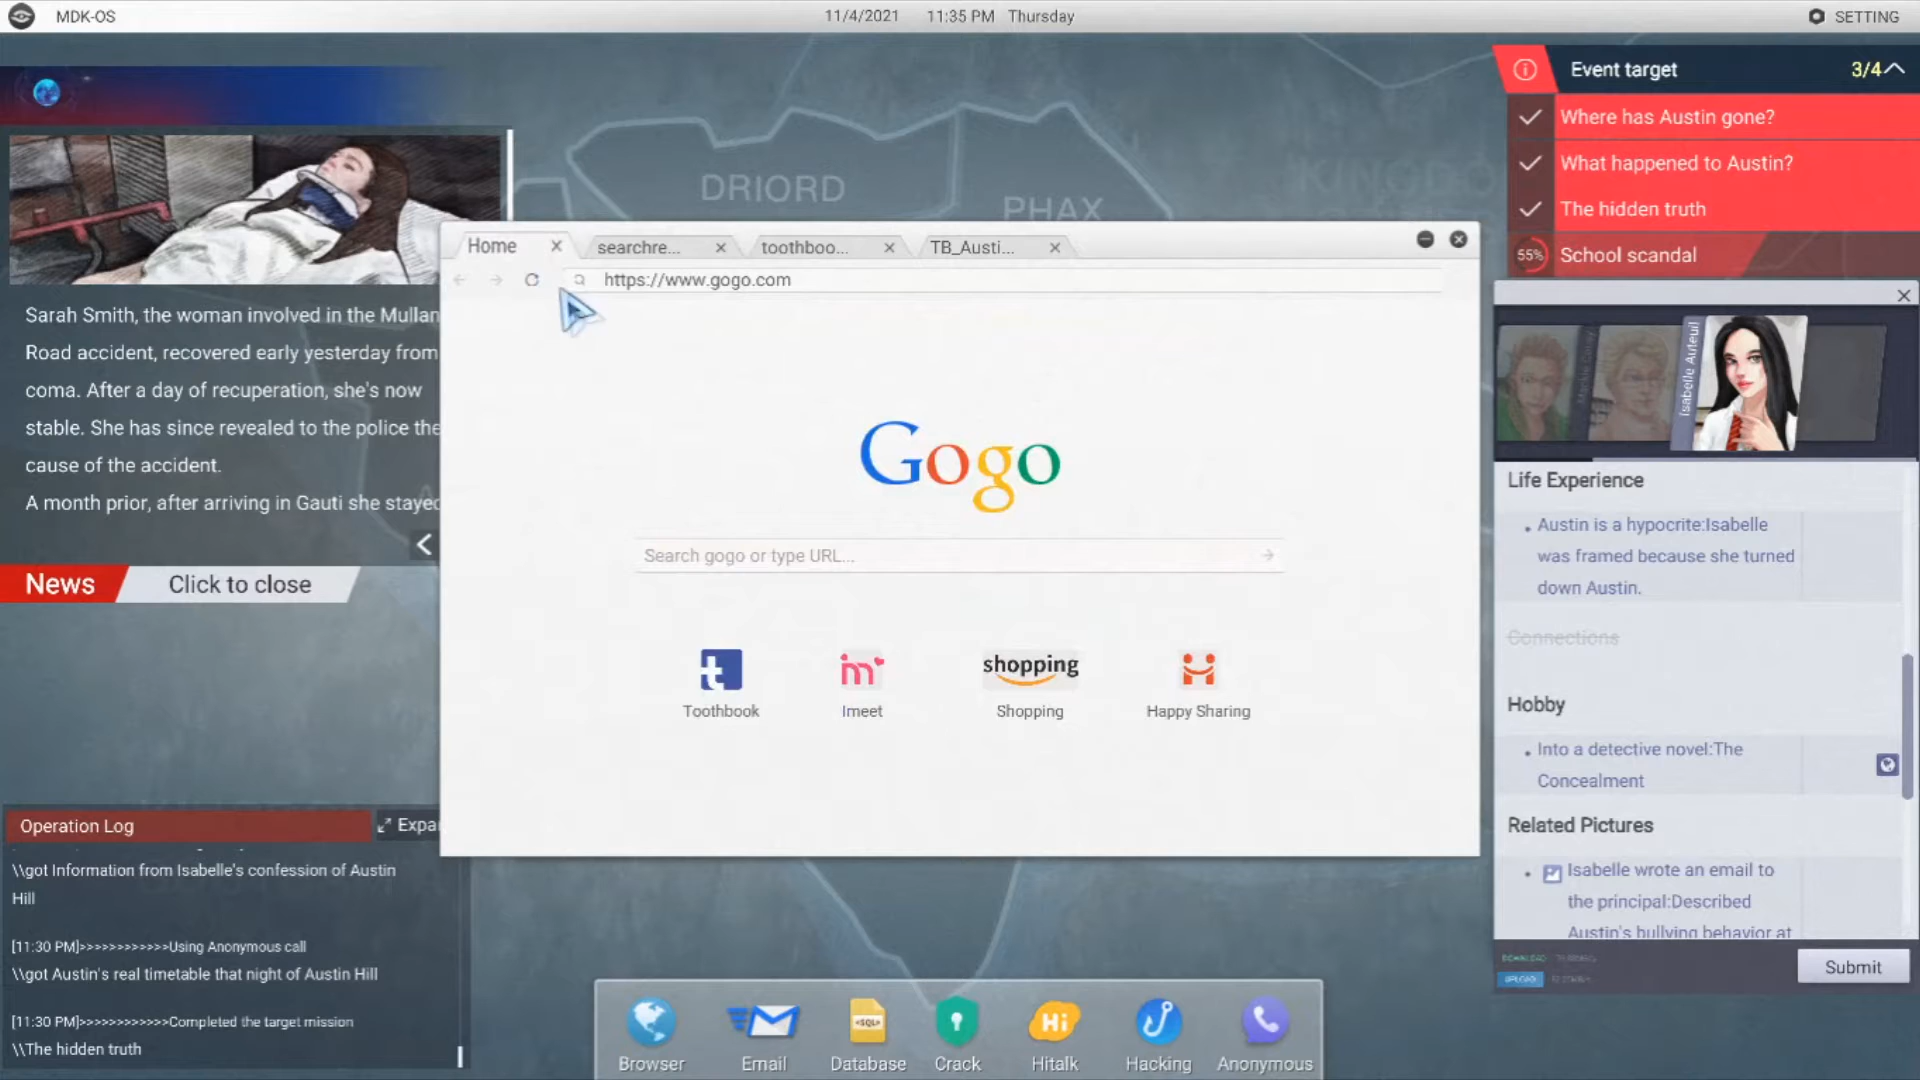 MDK-OS
11/4/2021 11:35 PM Thursday
SETTING
Event target 3/4
Where has Austin gone?
What happened to Austin?
The hidden truth
55% School scandal
DRIORD
PHAX
Home
searchre...
toothboo...
TB_Austi...
https://www.gogo.com
Gogo
Search gogo or type URL...
t
im
shopping
Toothbook
Imeet
Shopping
Happy Sharing
Sarah Smith, the woman involved in the Mullan
Road accident, recovered early yesterday from
coma. After a day of recuperation, she's now
stable. She has since revealed to the police the
cause of the accident.
A month prior, after arriving in Gauti she stayed
News
Click to close
Operation Log
Expan
\\got Information from Isabelle's confession of Austin
Hill
[11:30 PM]>>>>>>>>>>>>Using Anonymous call
\\got Austin's real timetable that night of Austin Hill
[11:30 PM]>>>>>>>>>>>>Completed the target mission
\\The hidden truth
Isabelle Auteuil
Life Experience
Austin is a hypocrite:Isabelle
was framed because she turned
down Austin.
Connections
Hobby
Into a detective novel:The
Concealment
Related Pictures
Isabelle wrote an email to
the principal:Described
Austin's bullying behavior at
DOWNLOAD
UPLOAD
Submit
<SQL>
Hi
Browser
Email
Database
Crack
Hitalk
Hacking
Anonymous